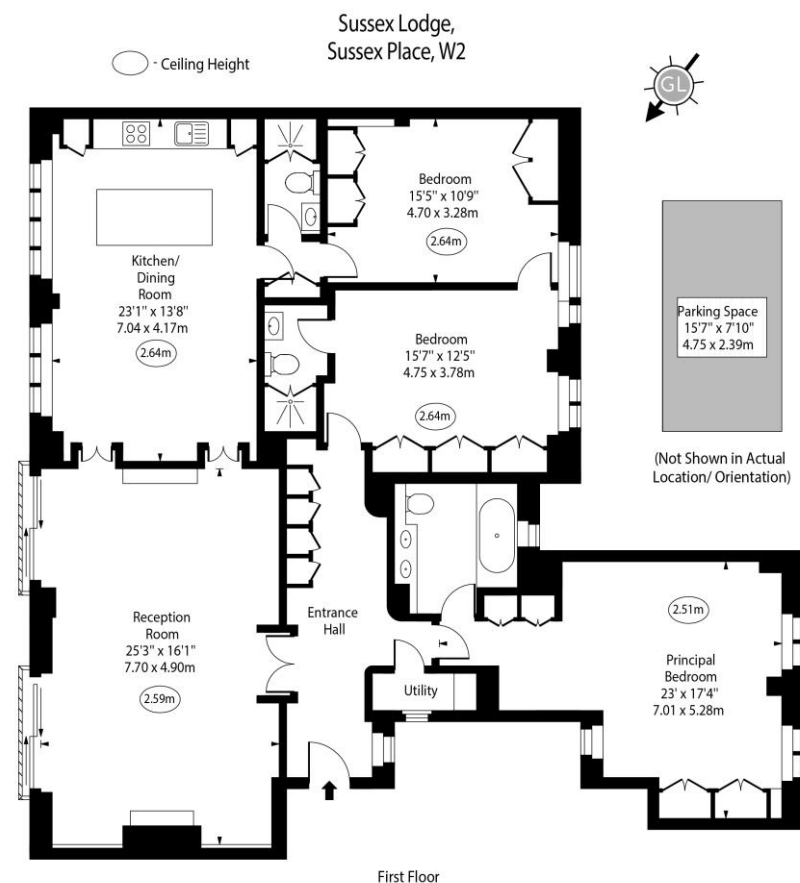 Sussex Lodge,
Sussex Place, W2
- Ceiling Height
GL
Bedroom
15'5" x 10'9"
4.70 x 3.28m
2.64m
Kitchen/
Dining
Room
23'1" x 13'8"
7.04 x 4.17m
2.64m
Bedroom
15'7" x 12'5"
4.75 x 3.78m
2.64m
Parking Space
15'7" x 7'10"
4.75 x 2.39m
(Not Shown in Actual
Location/ Orientation)
Reception
Room
25'3" x 16'1"
7.70 x 4.90m
2.59m
Entrance
Hall
Utility
2.51m
Principal
Bedroom
23' x 17'4"
7.01 x 5.28m
First Floor